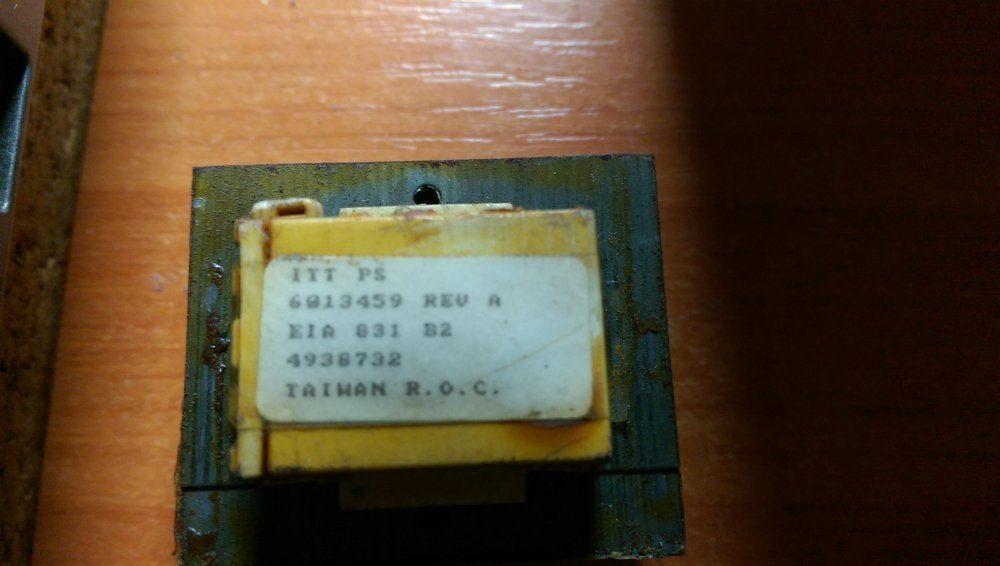 ITT PS
6013459 REV A
EIA 831 B2
4938732
TAIWAN R.O.C.